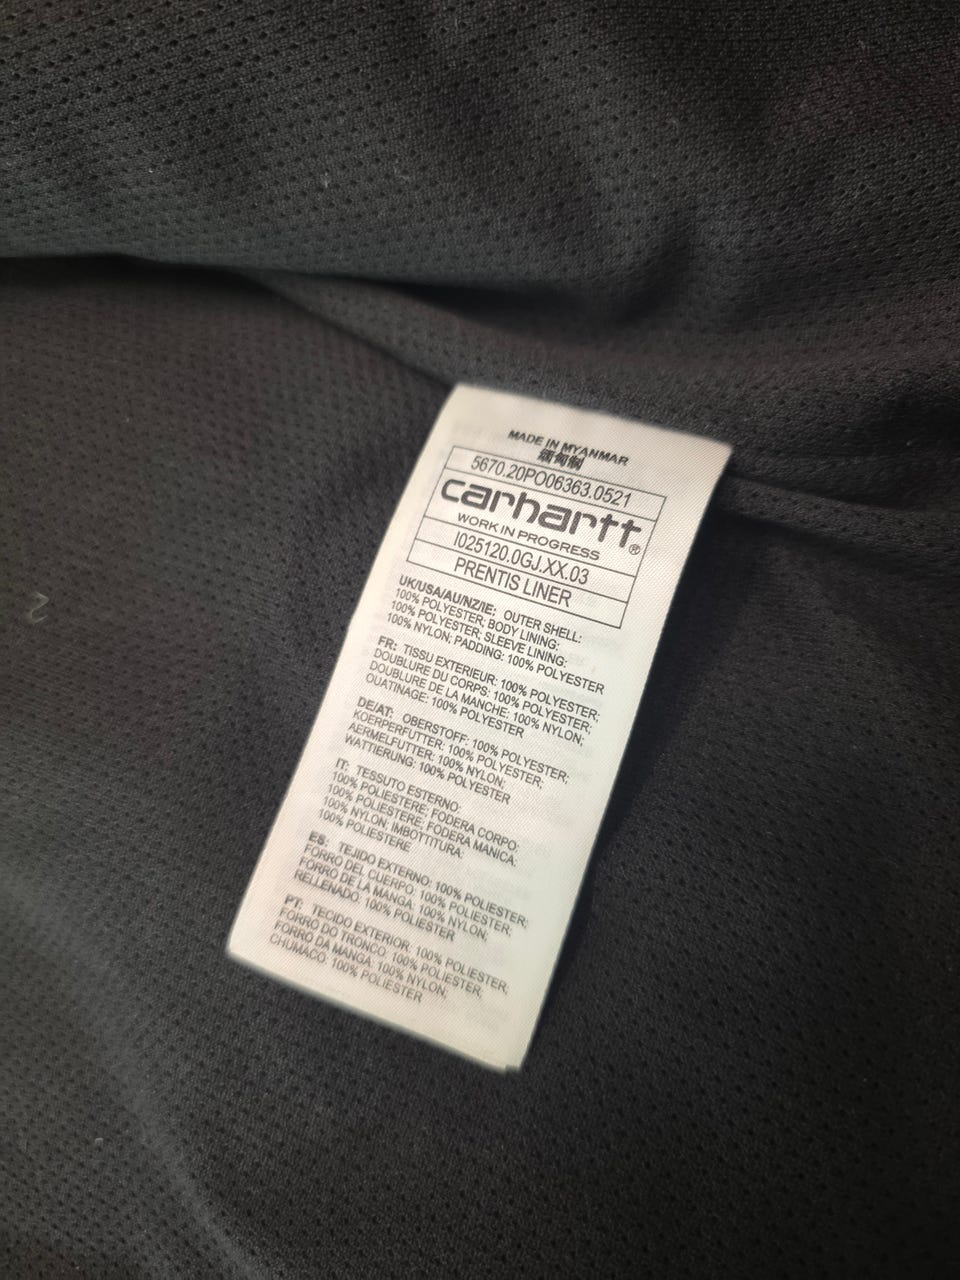 MADE IN MYANMAR
緬甸製
5670.20PO06363.0521
carhartt®
WORK IN PROGRESS
I025120.0GJ.XX.03
PRENTIS LINER
UK/USA/AU/NZ/IE: OUTER SHELL:
100% POLYESTER; BODY LINING:
100% POLYESTER; SLEEVE LINING:
100% NYLON; PADDING: 100% POLYESTER
FR: TISSU EXTERIEUR: 100% POLYESTER;
DOUBLURE DU CORPS: 100% POLYESTER;
DOUBLURE DE LA MANCHE: 100% NYLON;
OUATINAGE: 100% POLYESTER
DE/AT: OBERSTOFF: 100% POLYESTER;
KOERPERFUTTER: 100% POLYESTER;
AERMELFUTTER: 100% NYLON;
WATTIERUNG: 100% POLYESTER
IT: TESSUTO ESTERNO:
100% POLIESTERE; FODERA CORPO:
100% POLIESTERE; FODERA MANICA:
100% NYLON; IMBOTTITURA:
100% POLIESTERE
ES: TEJIDO EXTERNO: 100% POLIESTER;
FORRO DEL CUERPO: 100% POLIESTER;
FORRO DE LA MANGA: 100% NYLON;
RELLENADO: 100% POLIESTER
PT: TECIDO EXTERIOR: 100% POLIESTER;
FORRO DO TRONCO: 100% POLIESTER;
FORRO DA MANGA: 100% NYLON;
CHUMACO: 100% POLIESTER